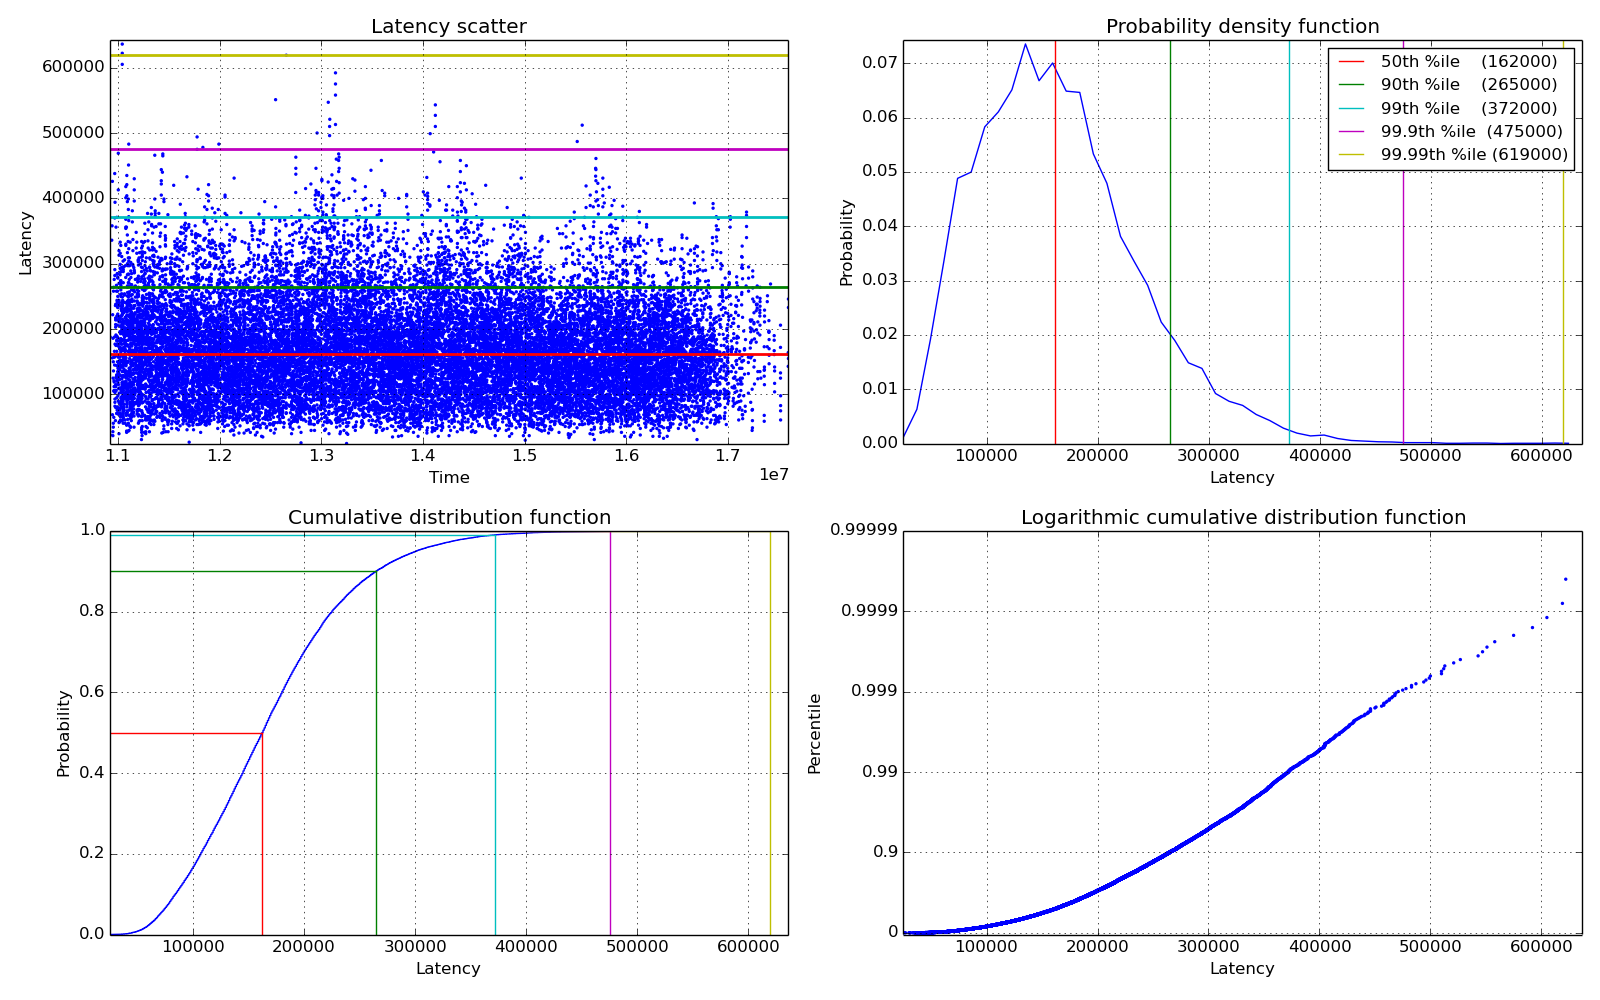 Latency scatter
600000
500000
400000
300000
200000
100000
Latency
1.1 1.2 1.3 1.4 1.5 1.6 1.7
1e7
Time
Probability density function
50th %ile (162000)
90th %ile (265000)
99th %ile (372000)
99.9th %ile (475000)
99.99th %ile (619000)
0.07
0.06
0.05
0.04
0.03
0.02
0.01
0.00
Probability
100000 200000 300000 400000 500000 600000
Latency
Cumulative distribution function
1.0
0.8
0.6
0.4
0.2
0.0
Probability
100000 200000 300000 400000 500000 600000
Latency
Logarithmic cumulative distribution function
0.99999
0.9999
0.999
0.99
0.9
0
Percentile
100000 200000 300000 400000 500000 600000
Latency